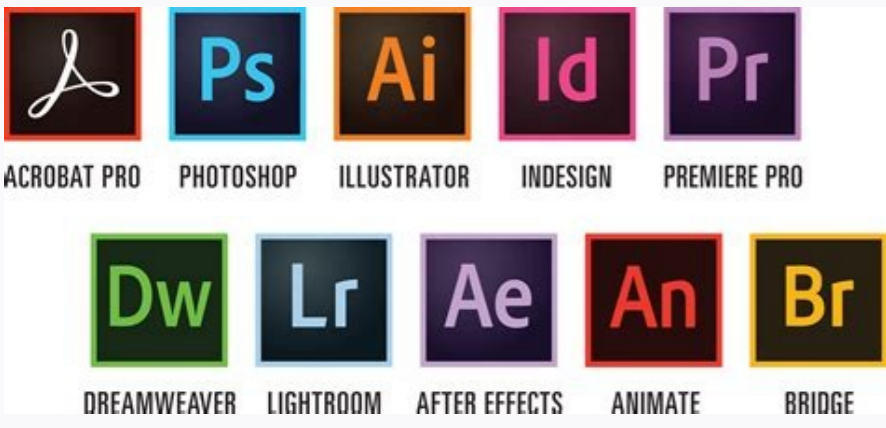 Ps Ai Id Pr
ACROBAT PRO PHOTOSHOP ILLUSTRATOR INDESIGN PREMIERE PRO
Dw Lr Ae An Br
DREAMWEAVER LIGHTROOM AFTER EFFECTS ANIMATE BRIDGE